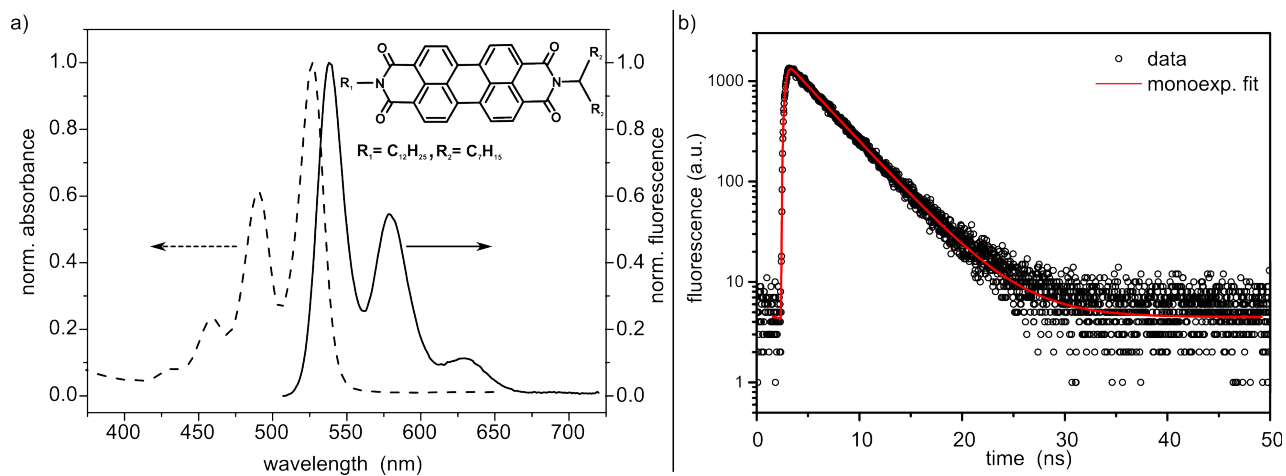 a)
1.0
0.8
0.6
0.4
0.2
0.0
norm. absorbance
400 450 500 550 600 650 700
wavelength (nm)
1.0
0.8
0.6
0.4
0.2
0.0
norm. fluorescence
O O
R₁ N N R₂
R₂
O O
R₁= C₁₂H₂₅, R₂= C₇H₁₅
b)
1000
100
10
1
fluorescence (a.u.)
data
monoexp. fit
0 10 20 30 40 50
time (ns)